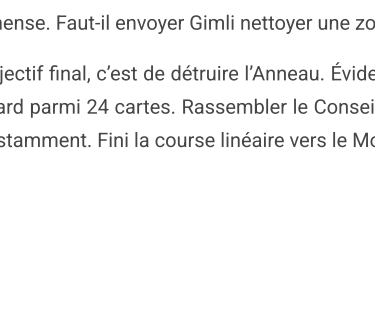 ense. Faut-il envoyer Gimli nettoyer une zo
jectif final, c’est de détruire l’Anneau. Évide
ard parmi 24 cartes. Rassembler le Consei
stamment. Fini la course linéaire vers le Mo